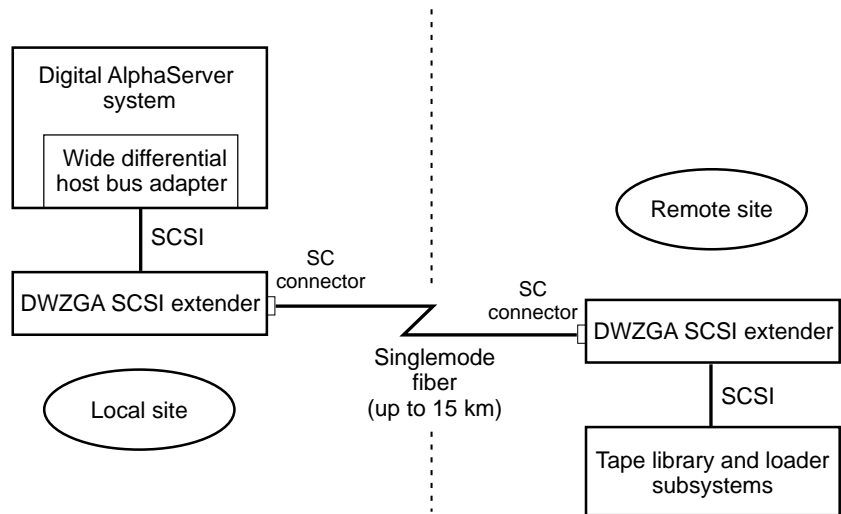 Digital AlphaServer
system
Wide differential
host bus adapter
SCSI
DWZGA SCSI extender
SC
connector
Local site
Singlemode
fiber
(up to 15 km)
Remote site
SC
connector
DWZGA SCSI extender
SCSI
Tape library and loader
subsystems